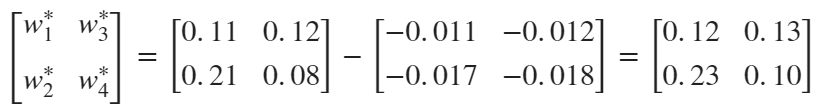 [w₁* w₃*; w₂* w₄*] = [0.11 0.12; 0.21 0.08] − [−0.011 −0.012; −0.017 −0.018] = [0.12 0.13; 0.23 0.10]